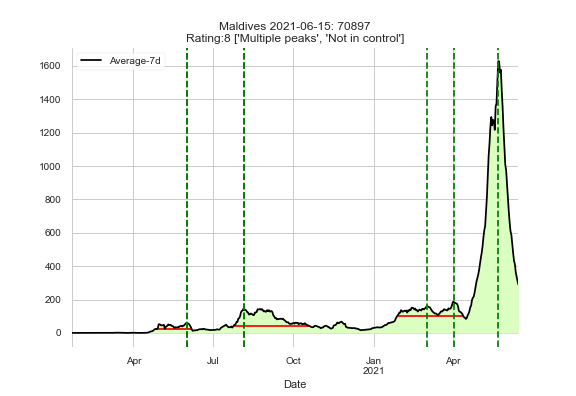 Maldives 2021-06-15: 70897
Rating:8 ['Multiple peaks', 'Not in control']
Average-7d
1600
1400
1200
1000
800
600
400
200
0
Apr Jul Oct Jan Apr
2021
Date